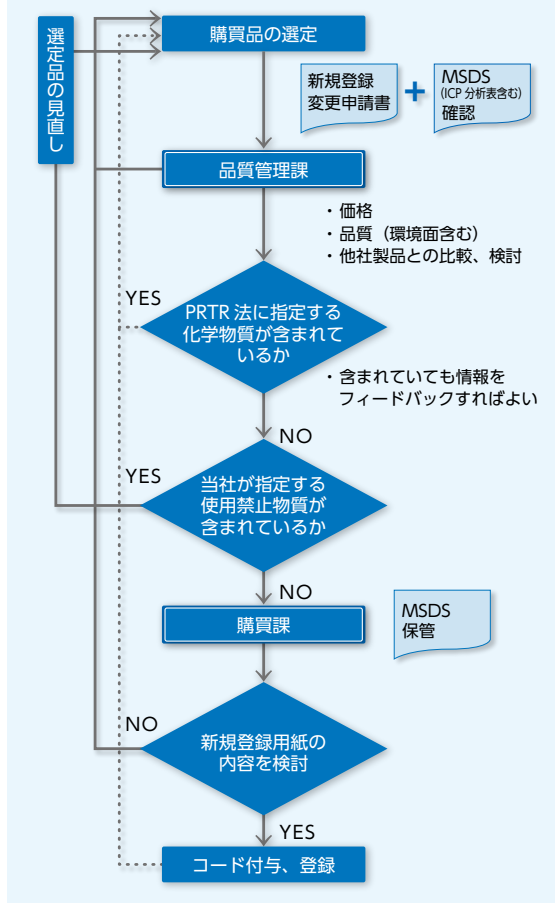 選定品の見直し
購買品の選定
新規登録
変更申請書
+
MSDS
(ICP 分析表含む)
確認
品質管理課
・価格
・品質（環境面含む）
・他社製品との比較、検討
YES
PRTR 法に指定する
化学物質が含まれて
いるか
・含まれていても情報を
フィードバックすればよい
NO
YES
当社が指定する
使用禁止物質が
含まれているか
NO
購買課
MSDS
保管
NO
新規登録用紙の
内容を検討
YES
コード付与、登録